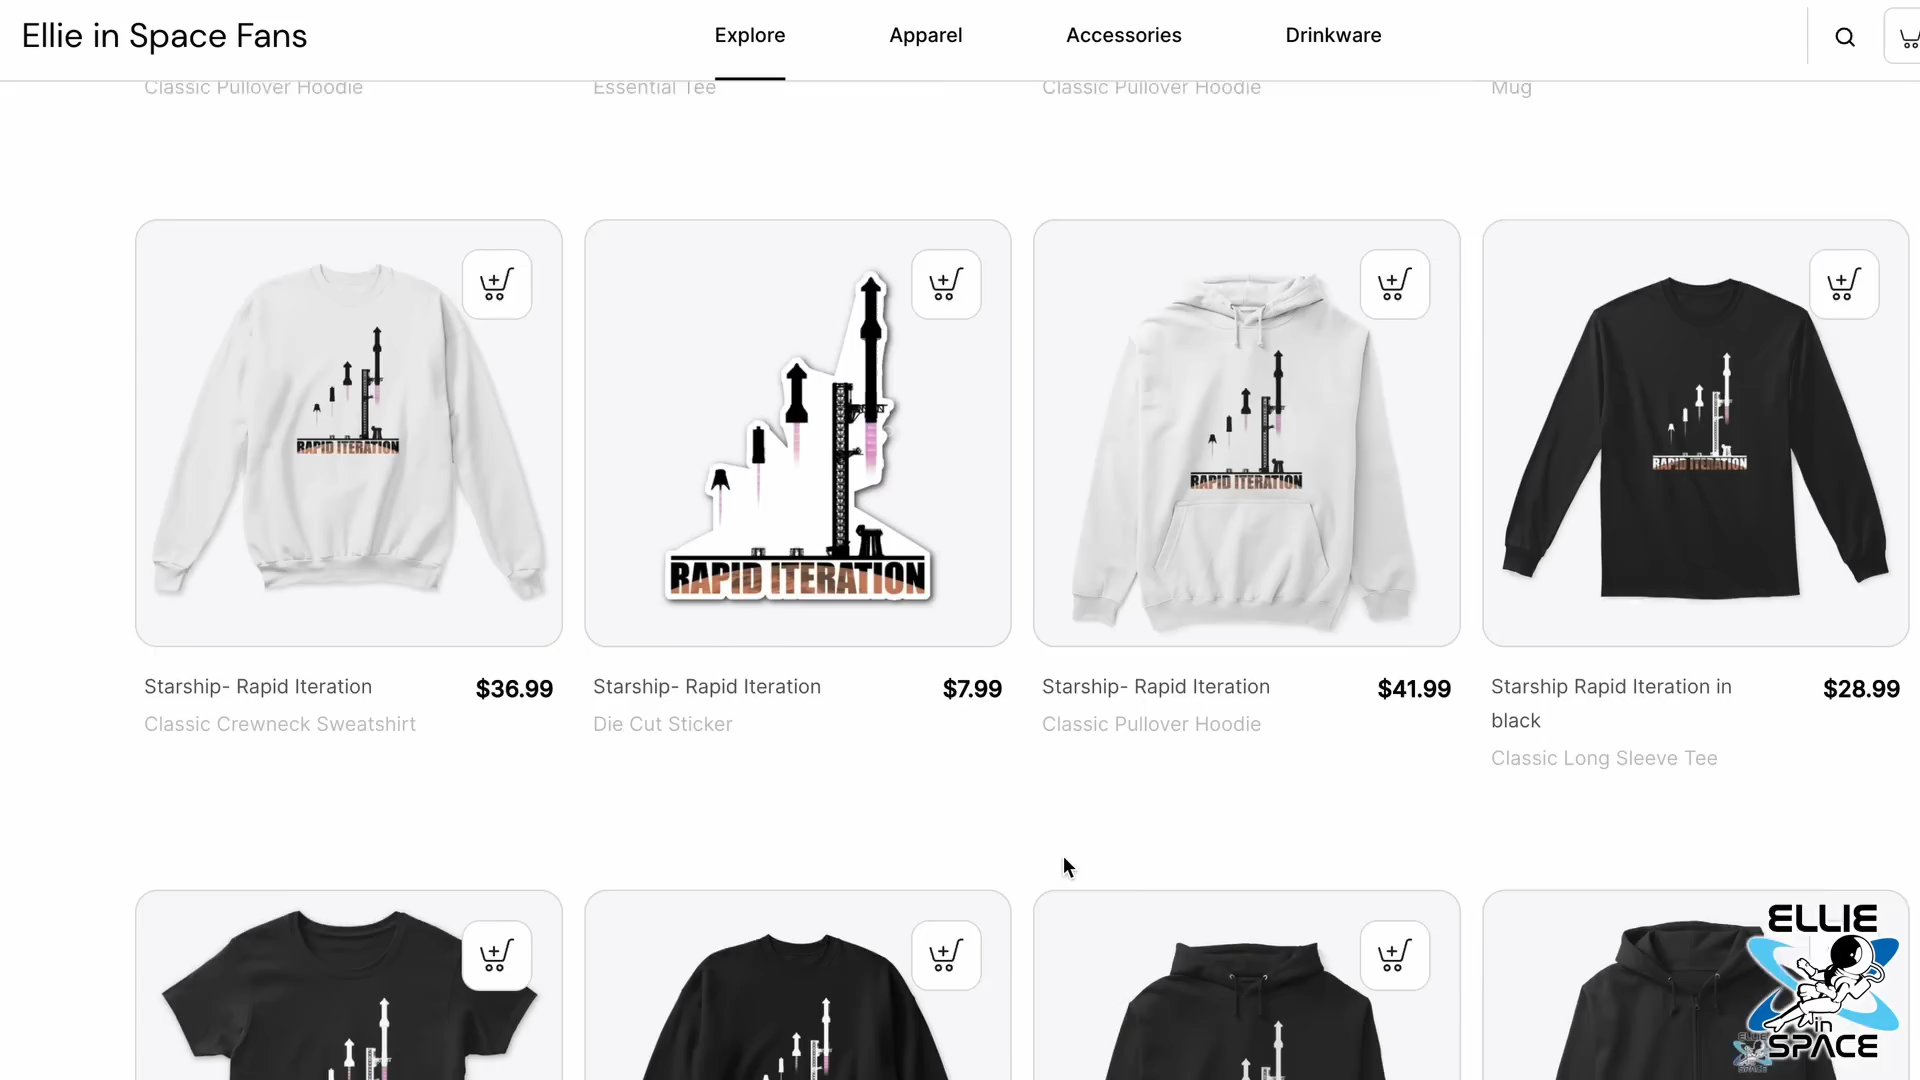 Ellie in Space Fans
Explore
Apparel
Accessories
Drinkware
Classic Pullover Hoodie
Essential Tee
Classic Pullover Hoodie
Mug
RAPID ITERATION
RAPID ITERATION
RAPID ITERATION
RAPID ITERATION
Starship- Rapid Iteration
$36.99
Classic Crewneck Sweatshirt
Starship- Rapid Iteration
$7.99
Die Cut Sticker
Starship- Rapid Iteration
$41.99
Classic Pullover Hoodie
Starship Rapid Iteration in
black
$28.99
Classic Long Sleeve Tee
ELLIE
in
SPACE
ELLIE
SPACE